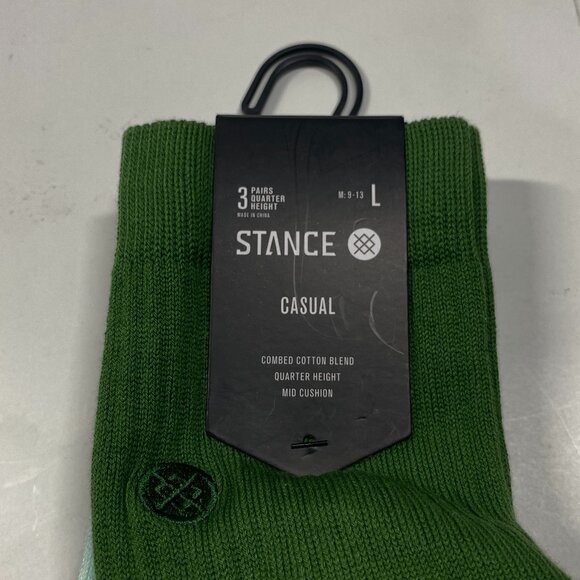 3 PAIRS
QUARTER
HEIGHT
MADE IN CHINA
M: 9-13 L
STANCE
CASUAL
COMBED COTTON BLEND
QUARTER HEIGHT
MID CUSHION